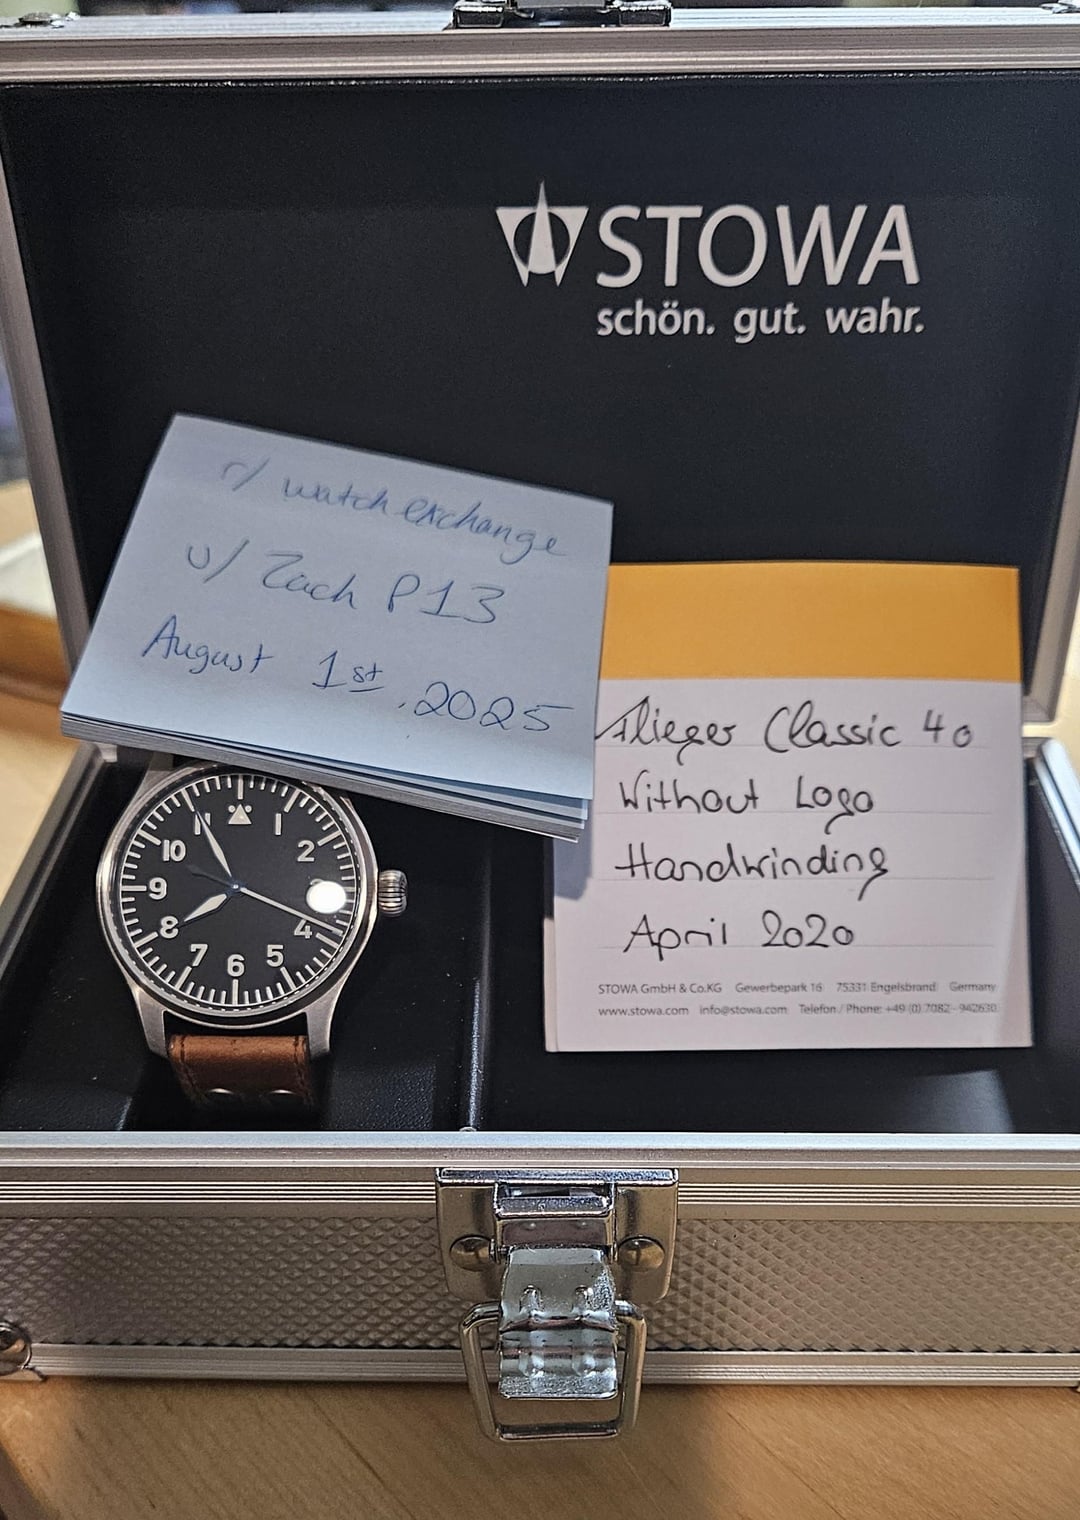 STOWA
schön. gut. wahr.
r/ watchexchange
u/ Zach P13
August 1st, 2025
Flieger Classic 40
Without Logo
Handwinding
April 2020
STOWA GmbH & Co.KG Gewerbepark 16 75331 Engelsbrand Germany
www.stowa.com info@stowa.com Telefon / Phone: +49 (0) 7082 - 942630
11 1
10 2
9
8 4
7 6 5